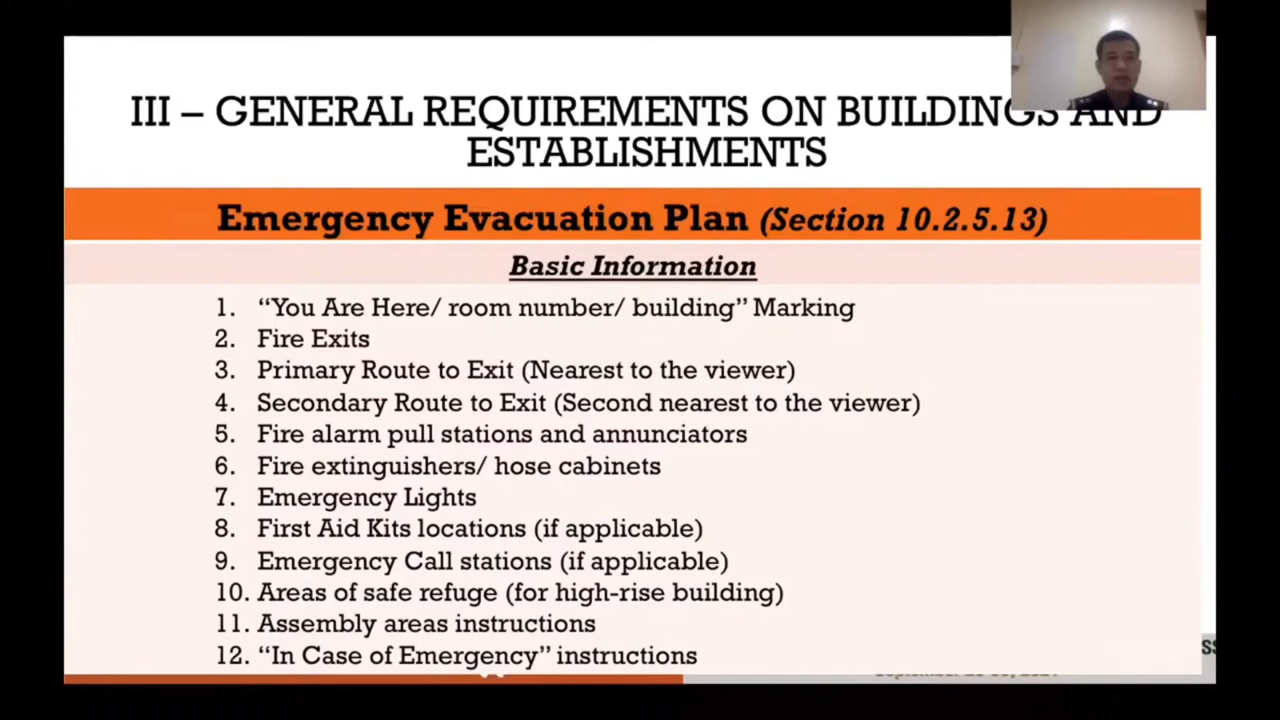 III – GENERAL REQUIREMENTS ON BUILDINGS AND
ESTABLISHMENTS
Emergency Evacuation Plan (Section 10.2.5.13)
Basic Information
1. “You Are Here/ room number/ building” Marking
2. Fire Exits
3. Primary Route to Exit (Nearest to the viewer)
4. Secondary Route to Exit (Second nearest to the viewer)
5. Fire alarm pull stations and annunciators
6. Fire extinguishers/ hose cabinets
7. Emergency Lights
8. First Aid Kits locations (if applicable)
9. Emergency Call stations (if applicable)
10. Areas of safe refuge (for high-rise building)
11. Assembly areas instructions
12. “In Case of Emergency” instructions